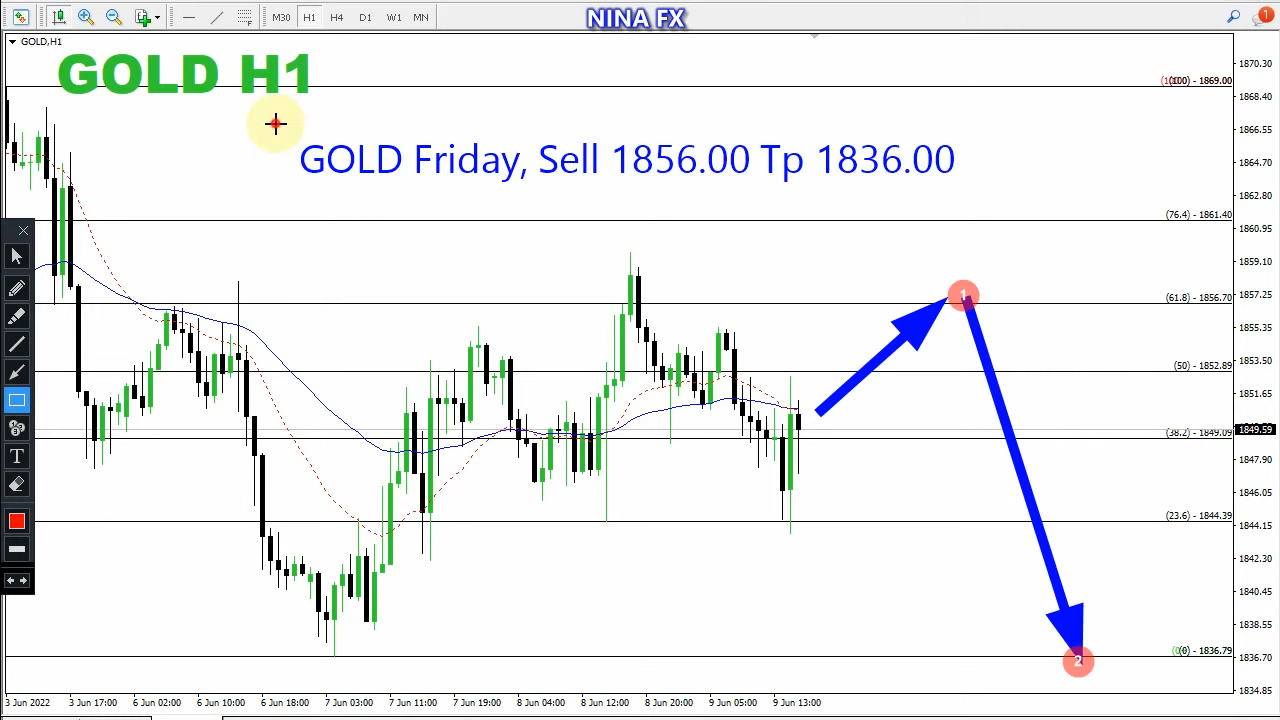 M30 H1 H4 D1 W1 MN
NINA FX
1
GOLD,H1
GOLD H1
GOLD Friday, Sell 1856.00 Tp 1836.00
(100) - 1869.00
(76.4) - 1861.40
(61.8) - 1856.70
(50) - 1852.89
(38.2) - 1849.09
(23.6) - 1844.39
(0) - 1836.79
1
2
1870.30
1868.40
1866.55
1864.70
1862.80
1860.95
1859.10
1857.25
1855.35
1853.50
1851.65
1849.59
1847.90
1846.05
1844.15
1842.30
1840.45
1838.55
1836.70
1834.85
T
3 Jun 2022
3 Jun 17:00
6 Jun 02:00
6 Jun 10:00
6 Jun 18:00
7 Jun 03:00
7 Jun 11:00
7 Jun 19:00
8 Jun 04:00
8 Jun 12:00
8 Jun 20:00
9 Jun 05:00
9 Jun 13:00